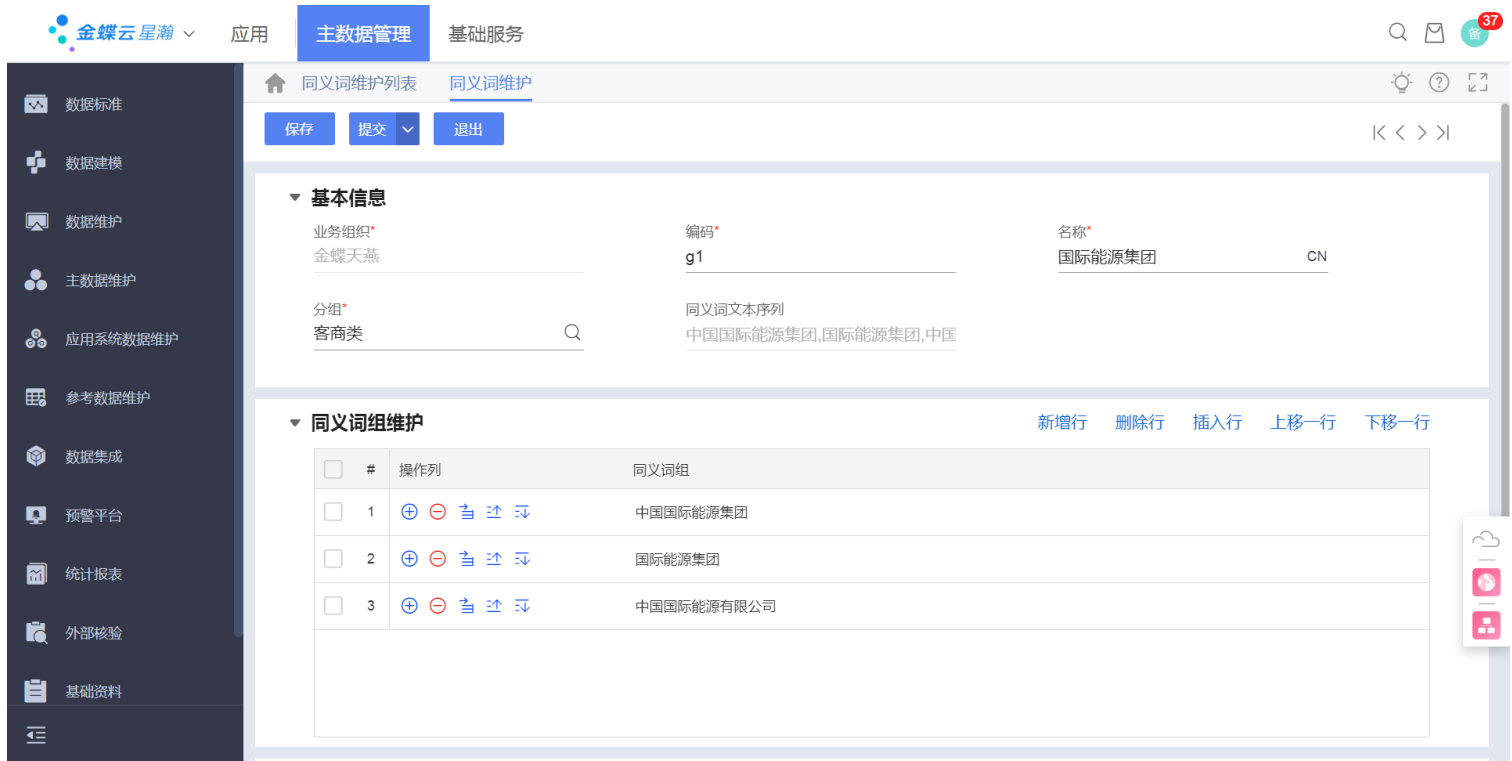 金蝶云 星瀚 应用 主数据管理 基础服务 备 37
同义词维护列表 同义词维护
保存 提交 退出
数据标准
数据建模
数据维护
主数据维护
应用系统数据维护
参考数据维护
数据集成
预警平台
统计报表
外部核验
基础资料
基本信息
业务组织* 编码* 名称*
金蝶天燕 g1 国际能源集团 CN
分组* 同义词文本序列
客商类 中国国际能源集团,国际能源集团,中国
同义词组维护 新增行 删除行 插入行 上移一行 下移一行
# 操作列 同义词组
1 中国国际能源集团
2 国际能源集团
3 中国国际能源有限公司